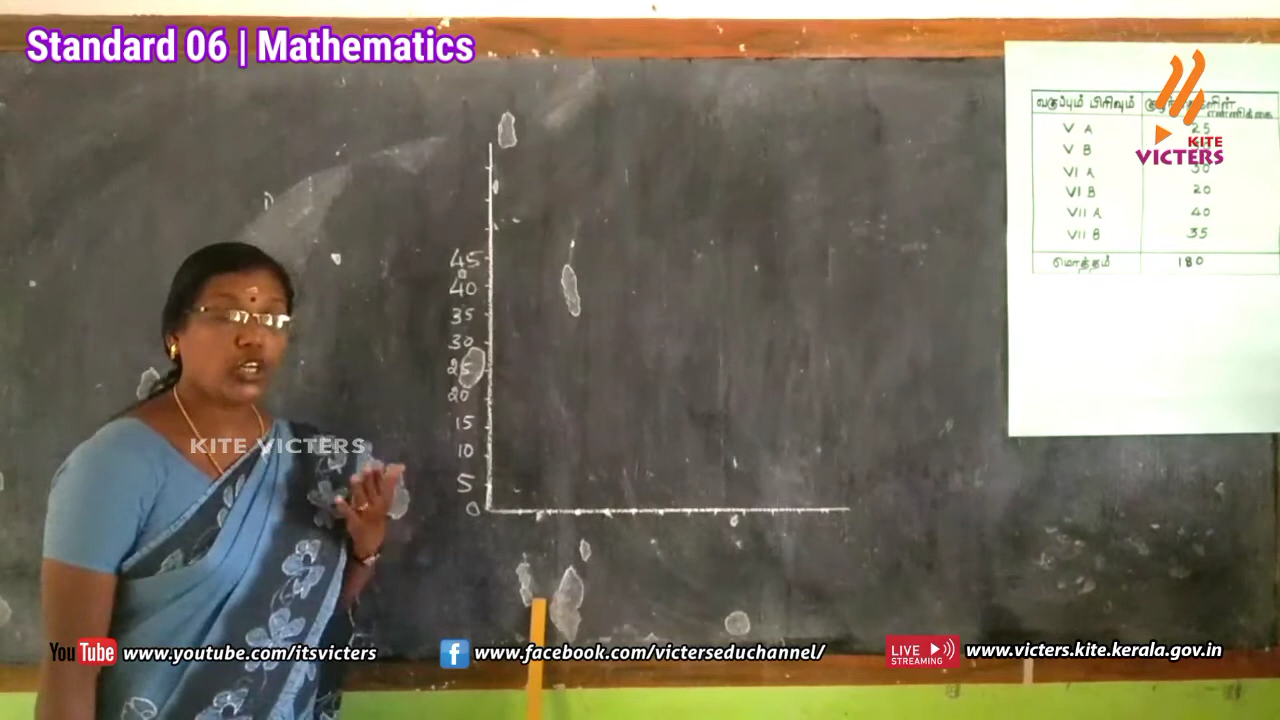 Standard 06 | Mathematics
வகுப்பும் பிரிவும்
எண்ணிக்கை
V A 25
V B
VI A 30
VI B 20
VII A 40
VII B 35
மொத்தம் 180
KITE
VICTERS
45
40
35
30
25
20
15
10
5
0
KITE VICTERS
YouTube www.youtube.com/itsvicters
f www.facebook.com/victerseduchannel/
LIVE STREAMING www.victers.kite.kerala.gov.in